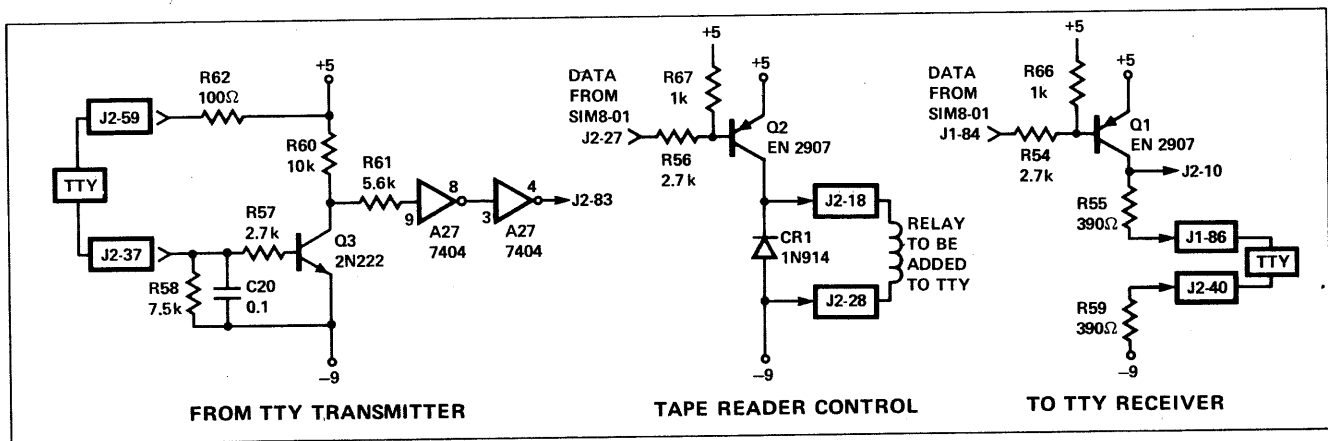 +5
R62
100Ω
J2-59
TTY
J2-37
R60
10k
R61
5.6k
8
9
A27
7404
4
3
A27
7404
J2-83
R57
2.7k
Q3
2N222
R58
7.5k
C20
0.1
–9
FROM TTY TRANSMITTER
+5
DATA
FROM
SIM8-01
J2-27
R67
1k
+5
R56
2.7k
Q2
EN 2907
J2-18
CR1
1N914
J2-28
RELAY
TO BE
ADDED
TO TTY
–9
TAPE READER CONTROL
+5
DATA
FROM
SIM8-01
J1-84
R66
1k
+5
R54
2.7k
Q1
EN 2907
J2-10
R55
390Ω
J1-86
TTY
J2-40
R59
390Ω
–9
TO TTY RECEIVER